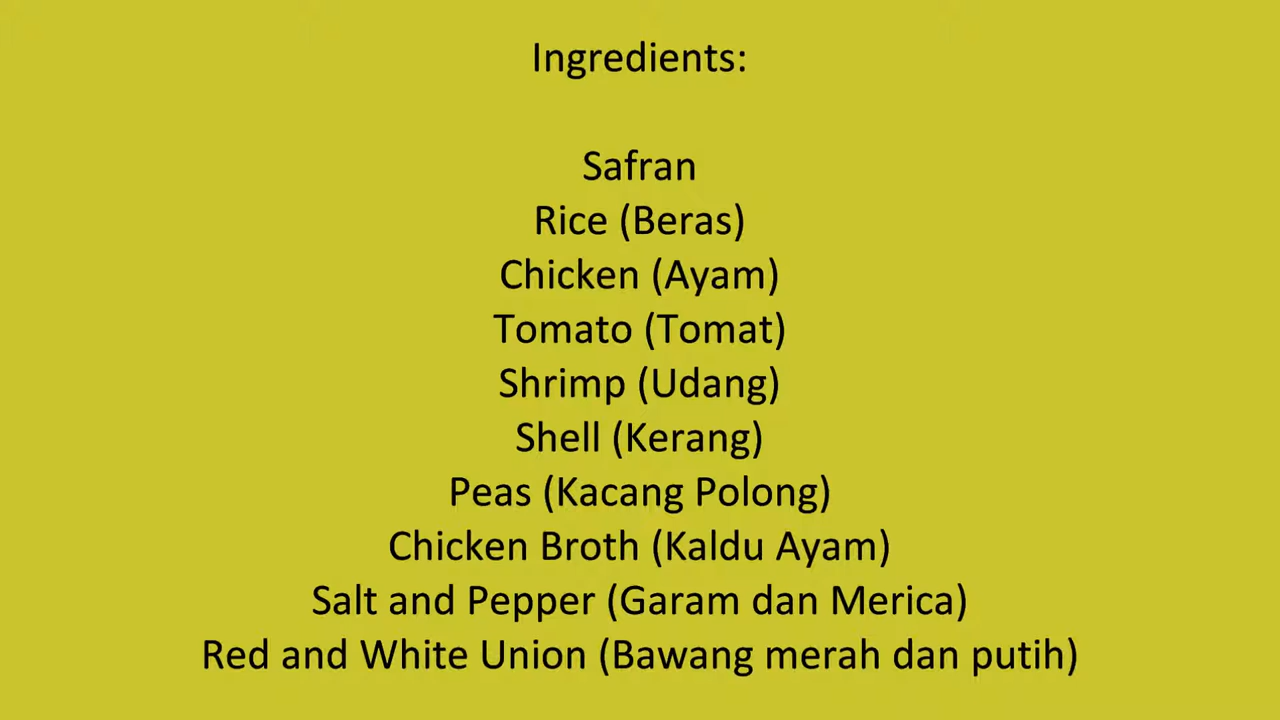 Ingredients:
Safran
Rice (Beras)
Chicken (Ayam)
Tomato (Tomat)
Shrimp (Udang)
Shell (Kerang)
Peas (Kacang Polong)
Chicken Broth (Kaldu Ayam)
Salt and Pepper (Garam dan Merica)
Red and White Union (Bawang merah dan putih)